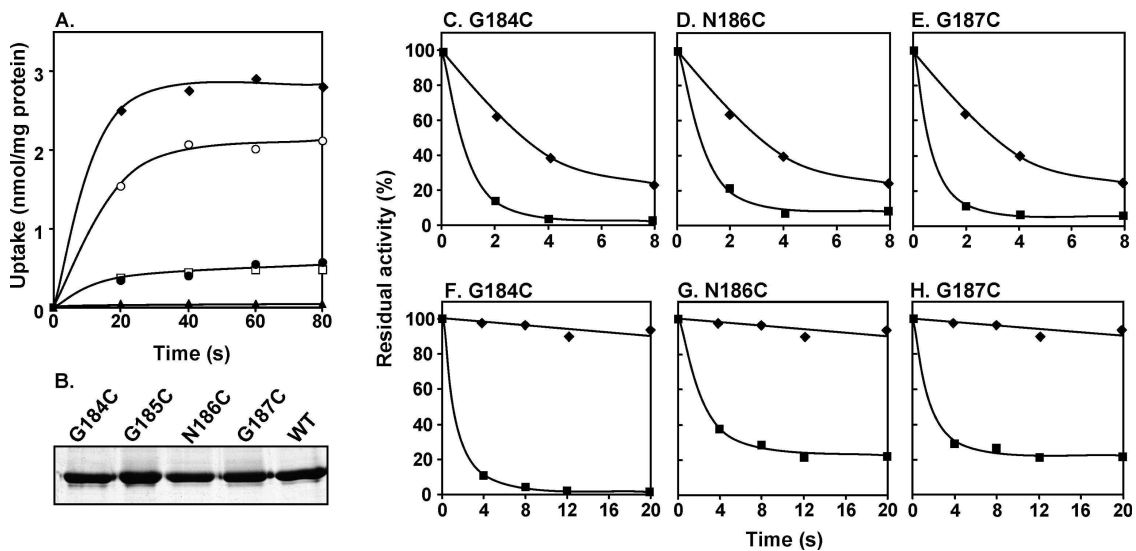 A.
Uptake (nmol/mg protein)
3
2
1
0
0 20 40 60 80
Time (s)
B.
G184C G185C N186C G187C WT
Residual activity (%)
C. G184C
100
80
60
40
20
0
0 2 4 6 8
D. N186C
0 2 4 6 8
E. G187C
0 2 4 6 8
F. G184C
100
80
60
40
20
0
0 4 8 12 20
G. N186C
0 4 8 12 20
H. G187C
0 4 8 12 20
Time (s)